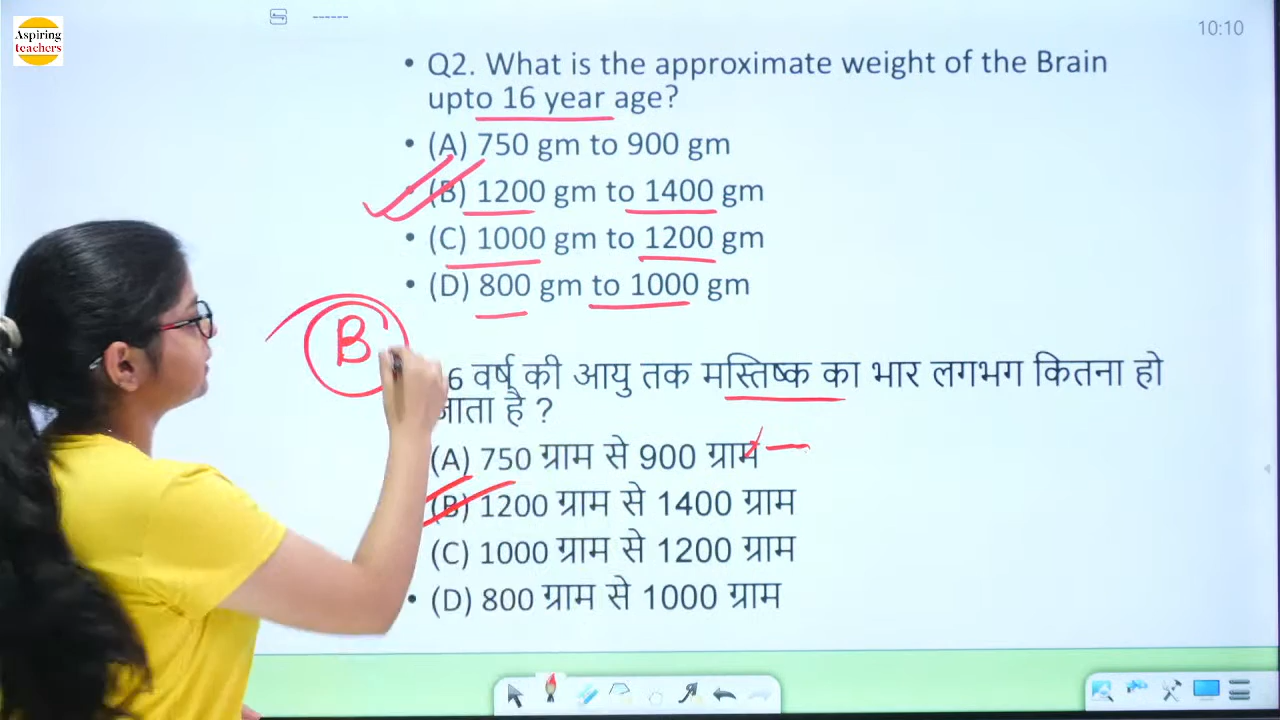 Aspiring
teachers
10:10
• Q2. What is the approximate weight of the Brain
upto 16 year age?
• (A) 750 gm to 900 gm
• (B) 1200 gm to 1400 gm
• (C) 1000 gm to 1200 gm
• (D) 800 gm to 1000 gm
B
6 वर्ष की आयु तक मस्तिष्क का भार लगभग कितना हो
जाता है ?
(A) 750 ग्राम से 900 ग्राम
(B) 1200 ग्राम से 1400 ग्राम
(C) 1000 ग्राम से 1200 ग्राम
• (D) 800 ग्राम से 1000 ग्राम